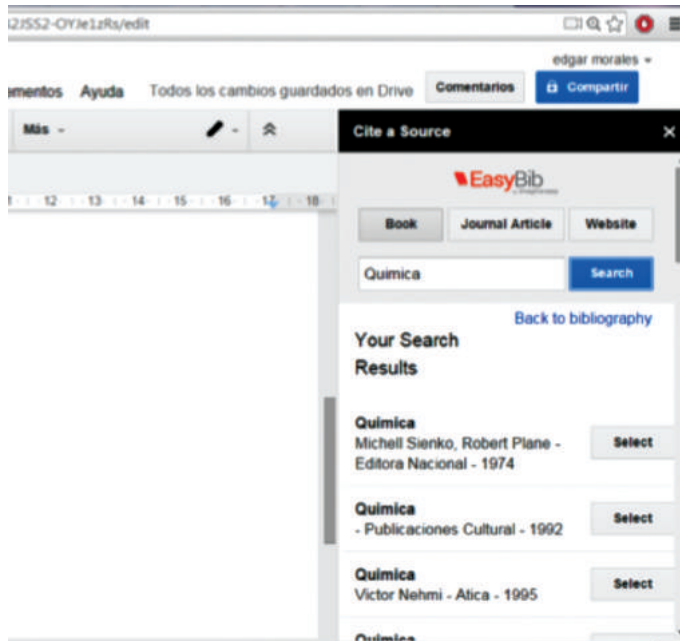 2JSS2-OYJe1zRs/edit
edgar morales
ementos Ayuda Todos los cambios guardados en Drive Comentarios Compartir
Más Cite a Source ×
EasyBib
12 13 14 15 16 17 18
Book Journal Article Website
Quimica Search
Back to bibliography
Your Search
Results
Quimica
Michell Sienko, Robert Plane - Select
Editora Nacional - 1974
Quimica
- Publicaciones Cultural - 1992 Select
Quimica
Victor Nehmi - Atica - 1995 Select
Quimica